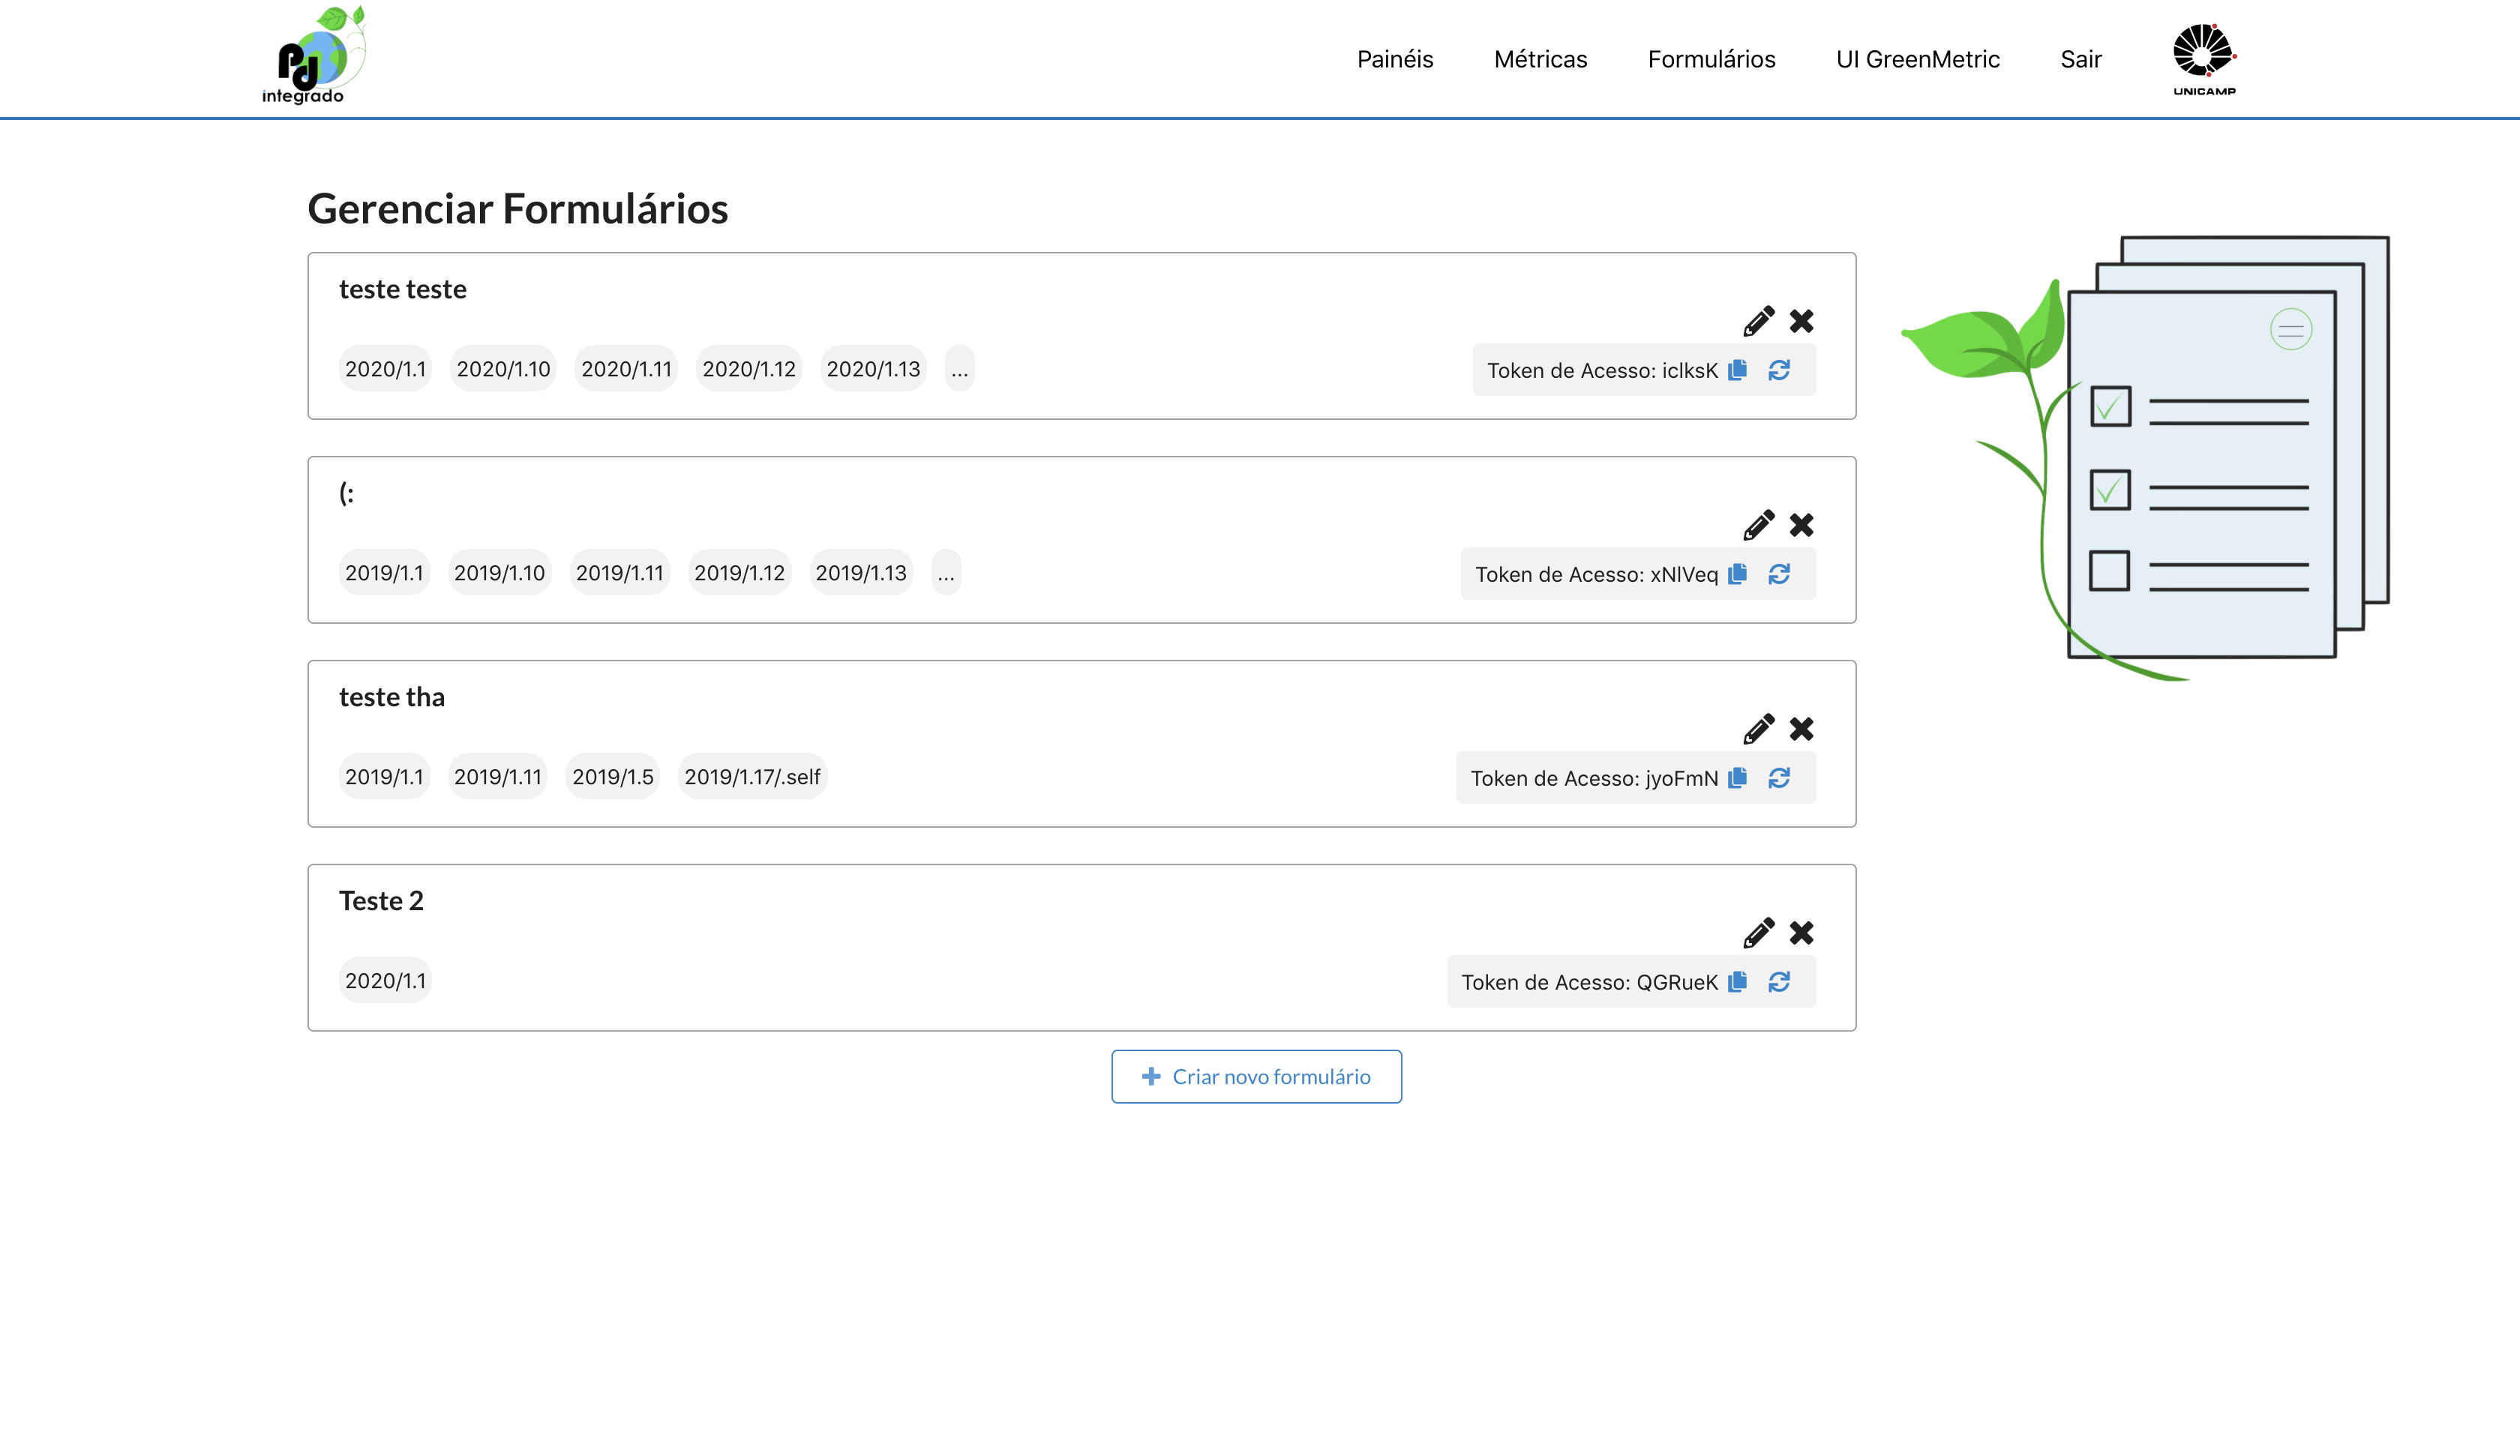 Pd
integrado
Painéis Métricas Formulários UI GreenMetric Sair
UNICAMP
Gerenciar Formulários
teste teste
2020/1.1 2020/1.10 2020/1.11 2020/1.12 2020/1.13 ...
Token de Acesso: iclksK
(:
2019/1.1 2019/1.10 2019/1.11 2019/1.12 2019/1.13 ...
Token de Acesso: xNlVeq
teste tha
2019/1.1 2019/1.11 2019/1.5 2019/1.17/.self
Token de Acesso: jyoFmN
Teste 2
2020/1.1
Token de Acesso: QGRueK
Criar novo formulário